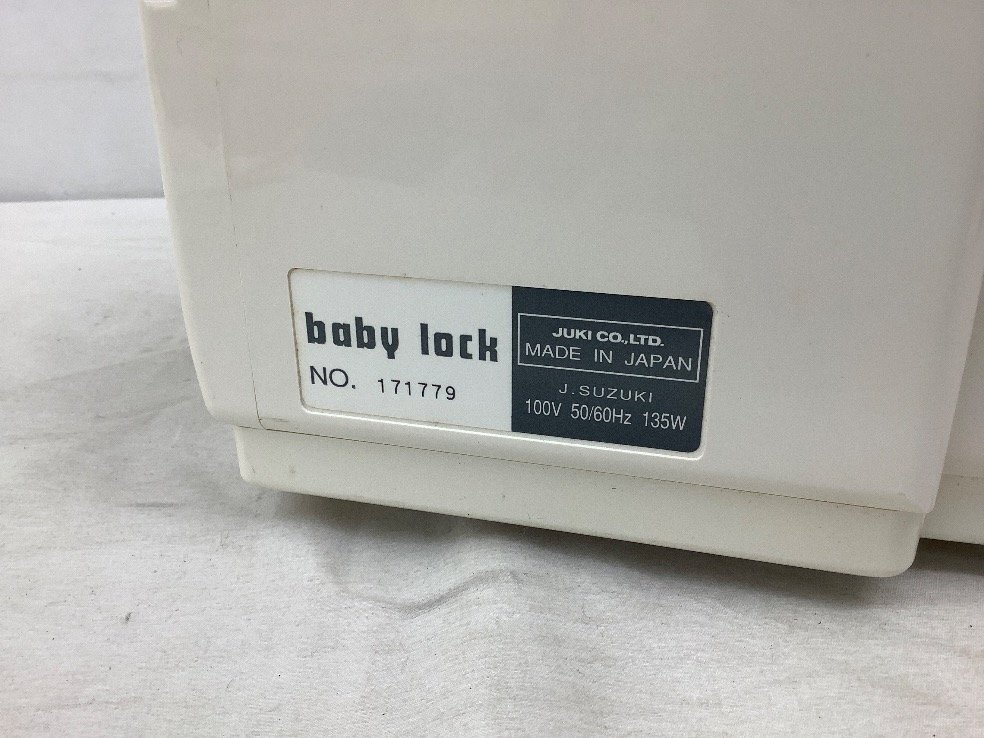 baby lock
NO. 171779
JUKI CO.,LTD.
MADE IN JAPAN
J.SUZUKI
100V 50/60Hz 135W